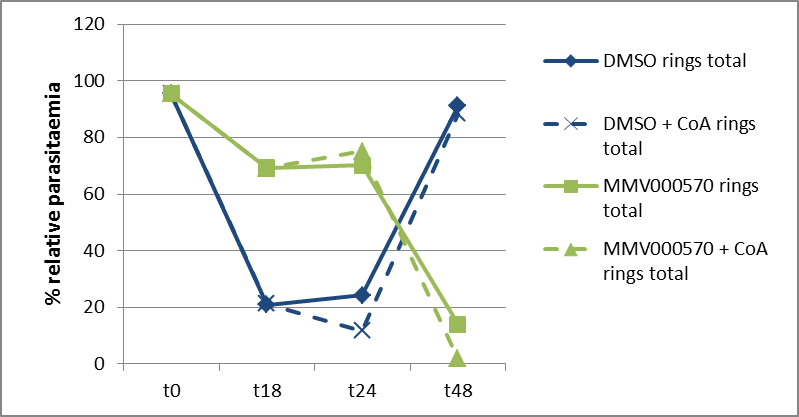 120
100
80
60
40
20
0
% relative parasitaemia
t0 t18 t24 t48
DMSO rings total
DMSO + CoA rings
total
MMV000570 rings
total
MMV000570 + CoA
rings total